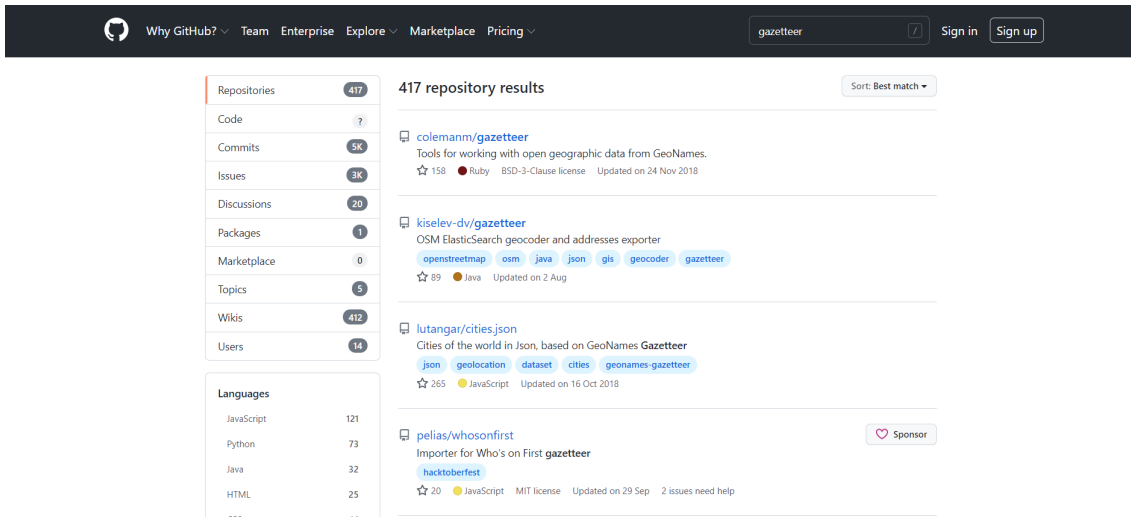 Why GitHub? Team Enterprise Explore Marketplace Pricing gazetteer / Sign in Sign up
Repositories 417
Code ?
Commits 5K
Issues 3K
Discussions 20
Packages 1
Marketplace 0
Topics 5
Wikis 412
Users 14
Languages
JavaScript 121
Python 73
Java 32
HTML 25
417 repository results
Sort: Best match
colemanm/gazetteer
Tools for working with open geographic data from GeoNames.
158 Ruby BSD-3-Clause license Updated on 24 Nov 2018
kiselev-dv/gazetteer
OSM ElasticSearch geocoder and addresses exporter
openstreetmap osm java json gis geocoder gazetteer
89 Java Updated on 2 Aug
lutangar/cities.json
Cities of the world in Json, based on GeoNames Gazetteer
json geolocation dataset cities geonames-gazetteer
265 JavaScript Updated on 16 Oct 2018
pelias/whosonfirst
Sponsor
Importer for Who's on First gazetteer
hacktoberfest
20 JavaScript MIT license Updated on 29 Sep 2 issues need help